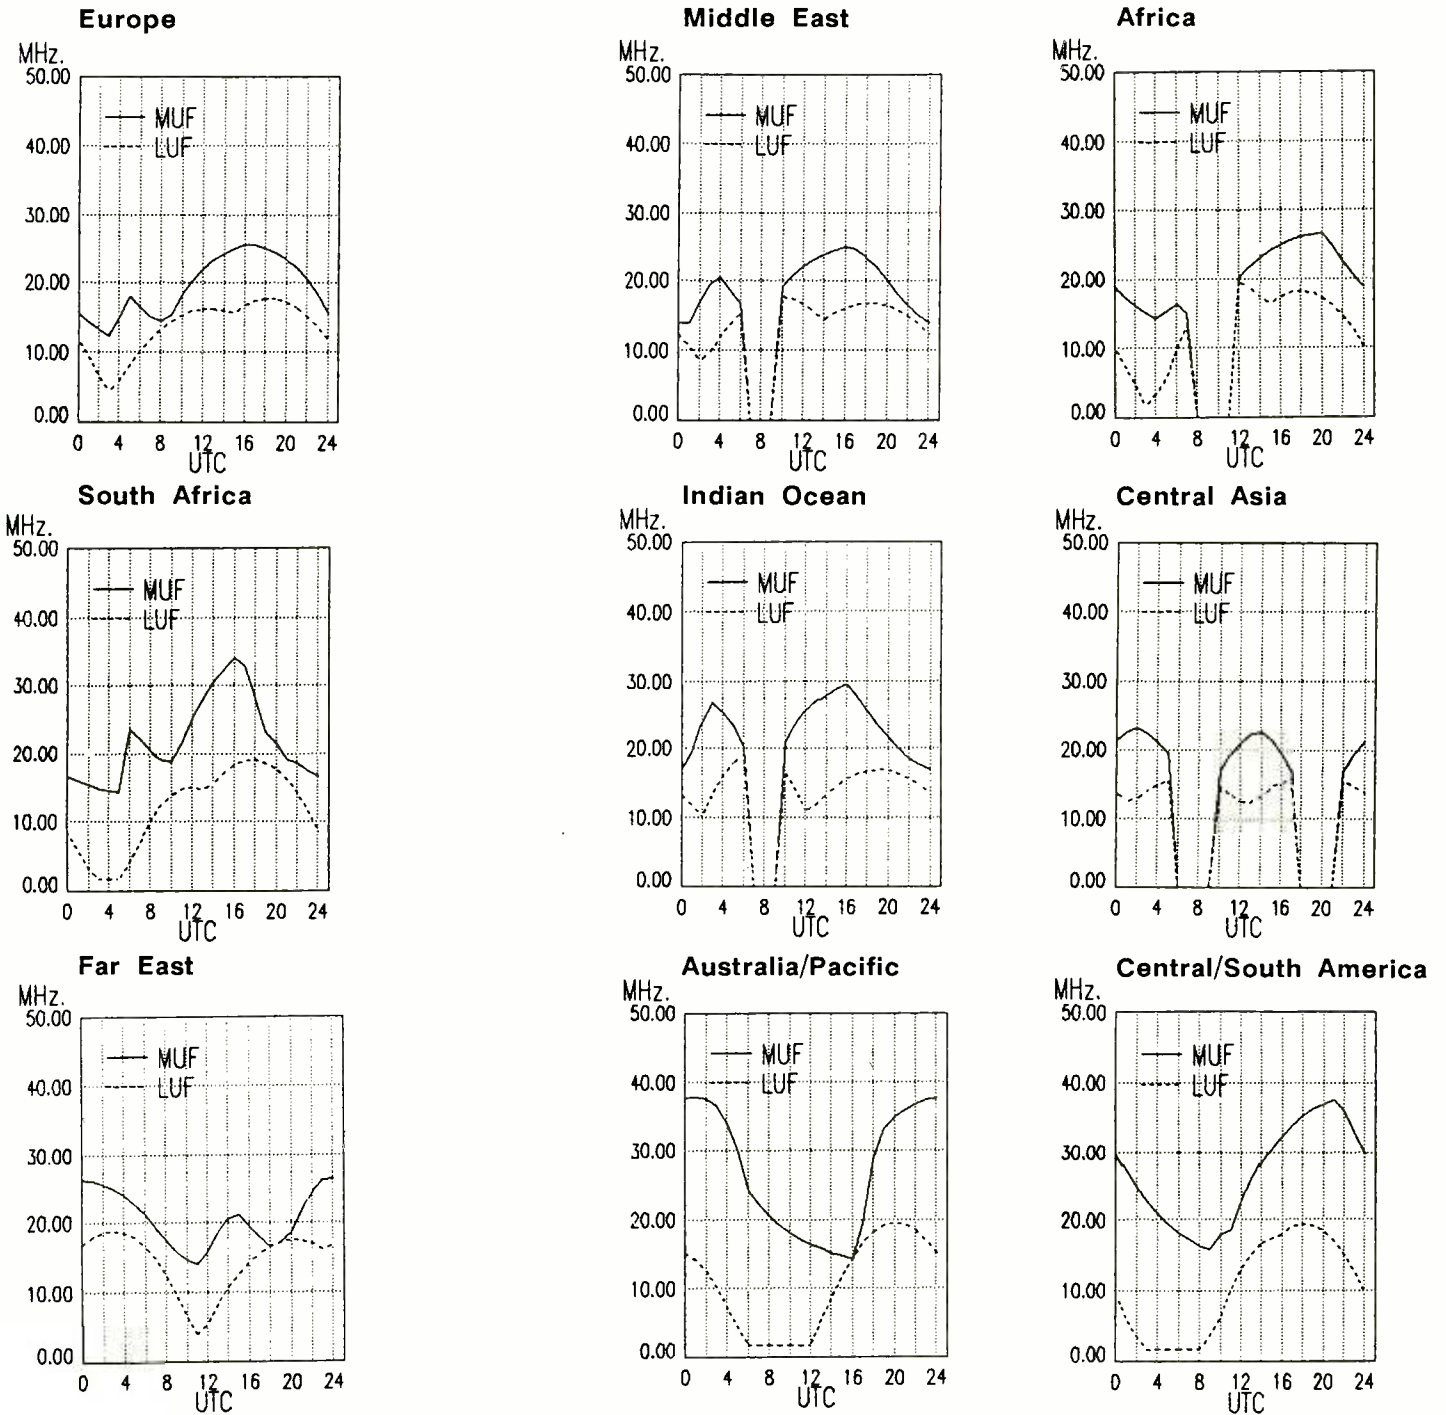 Europe
MHz.
50.00
40.00
30.00
20.00
10.00
0.00
MUF
LUF
0 4 8 12 16 20 24
UTC
Middle East
MHz.
50.00
40.00
30.00
20.00
10.00
0.00
MUF
LUF
0 4 8 12 16 20 24
UTC
Africa
MHz.
50.00
40.00
30.00
20.00
10.00
0.00
MUF
LUF
0 4 8 12 16 20 24
UTC
South Africa
MHz.
50.00
40.00
30.00
20.00
10.00
0.00
MUF
LUF
0 4 8 12 16 20 24
UTC
Indian Ocean
MHz.
50.00
40.00
30.00
20.00
10.00
0.00
MUF
LUF
0 4 8 12 16 20 24
UTC
Central Asia
MHz.
50.00
40.00
30.00
20.00
10.00
0.00
MUF
LUF
0 4 8 12 16 20 24
UTC
Far East
MHz.
50.00
40.00
30.00
20.00
10.00
0.00
MUF
LUF
0 4 8 12 16 20 24
UTC
Australia/Pacific
MHz.
50.00
40.00
30.00
20.00
10.00
0.00
MUF
LUF
0 4 8 12 16 20 24
UTC
Central/South America
MHz.
50.00
40.00
30.00
20.00
10.00
0.00
MUF
LUF
0 4 8 12 16 20 24
UTC